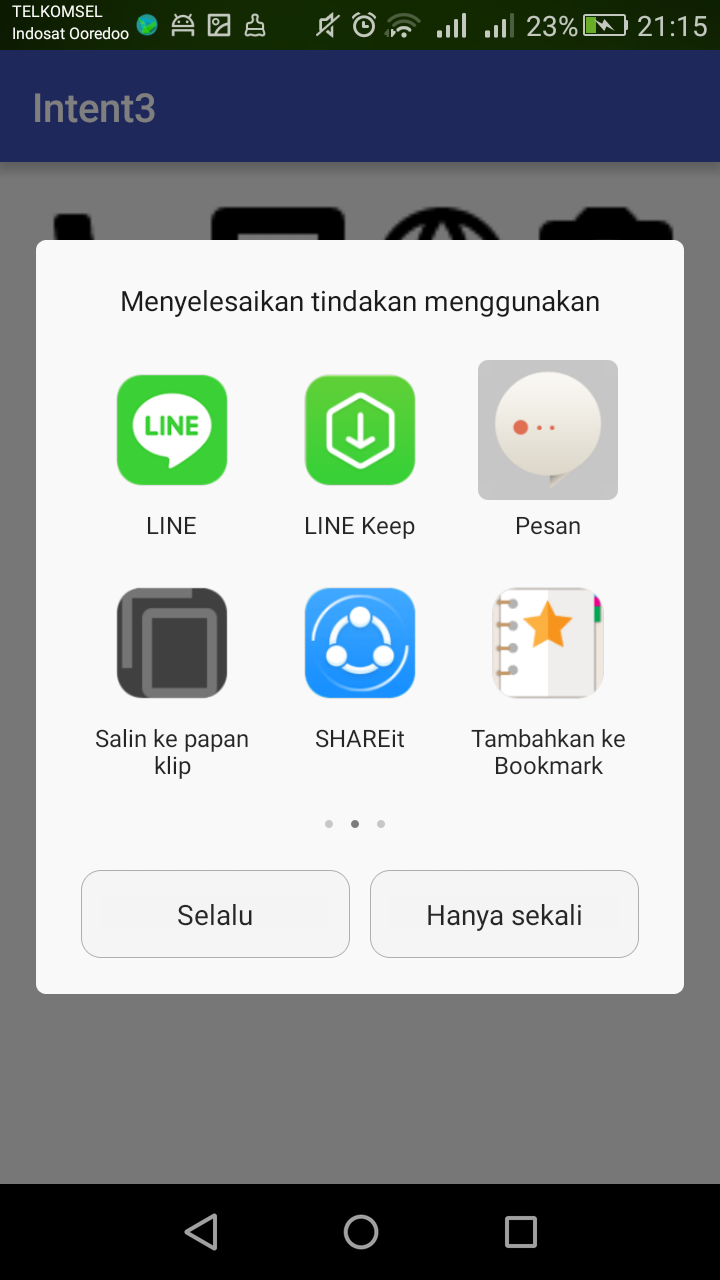 TELKOMSEL
Indosat Ooredoo
23% 21:15
Intent3
Menyelesaikan tindakan menggunakan
LINE
LINE LINE Keep Pesan
Salin ke papan klip SHAREit Tambahkan ke Bookmark
Selalu Hanya sekali